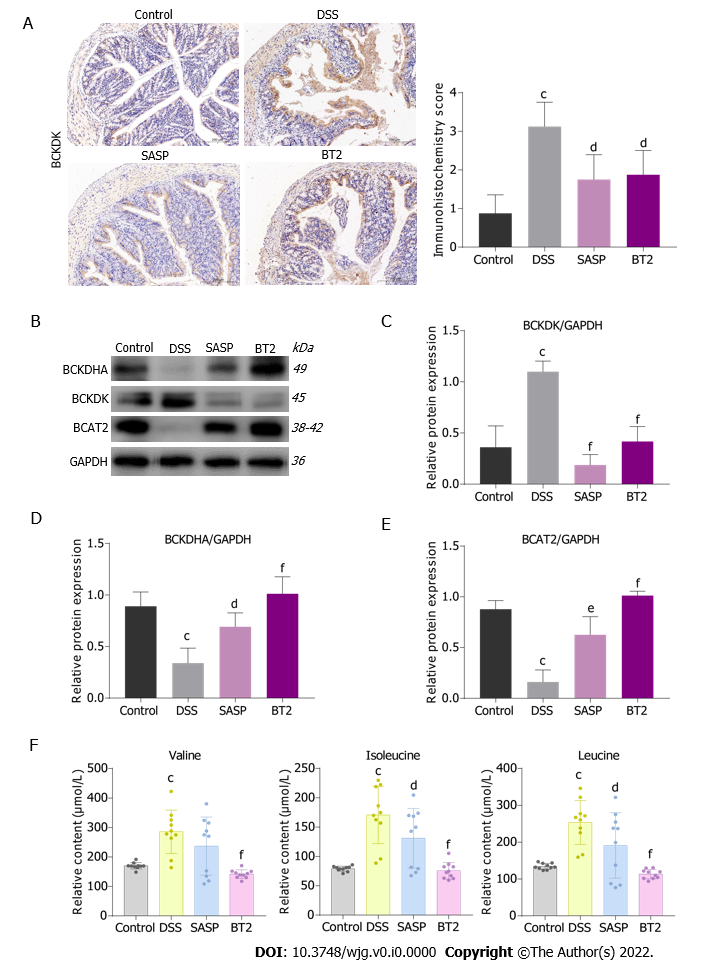 A
Control
DSS
BCKDK
SASP
BT2
Immunohistochemistry score
4
3
2
1
0
c
d
d
Control
DSS
SASP
BT2
B
Control
DSS
SASP
BT2
kDa
BCKDHA
49
BCKDK
45
BCAT2
38-42
GAPDH
36
C
BCKDK/GAPDH
Relative protein expression
1.5
1.0
0.5
0.0
c
f
f
Control
DSS
SASP
BT2
D
BCKDHA/GAPDH
Relative protein expression
1.5
1.0
0.5
0.0
c
d
f
Control
DSS
SASP
BT2
E
BCAT2/GAPDH
Relative protein expression
1.5
1.0
0.5
0.0
c
e
f
Control
DSS
SASP
BT2
F
Valine
Relative content (μmol/L)
500
400
300
200
100
0
c
f
Control
DSS
SASP
BT2
Isoleucine
Relative content (μmol/L)
250
200
150
100
50
0
c
d
f
Control
DSS
SASP
BT2
Leucine
Relative content (μmol/L)
400
300
200
100
0
c
d
f
Control
DSS
SASP
BT2
DOI: 10.3748/wjg.v0.i0.0000 Copyright ©The Author(s) 2022.